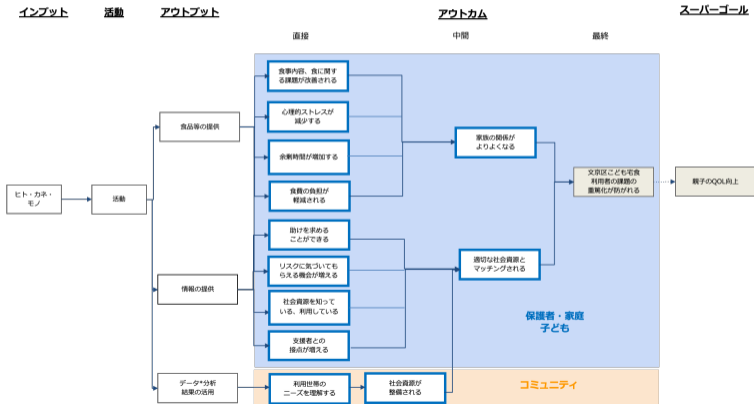 インプット
活動
アウトプット
アウトカム
スーパーゴール
直接
中間
最終
食事内容、食に関す
る課題が改善される
心理的ストレスが
減少する
食品等の提供
余剰時間が増加する
家族の関係が
よりよくなる
食費の負担が
軽減される
文京区こども宅食
利用者の課題の
重篤化が防がれる
親子のQOL向上
ヒト・カネ・
モノ
活動
助けを求める
ことができる
リスクに気づいても
らえる機会が増える
適切な社会資源と
マッチングされる
情報の提供
社会資源を知って
いる、利用している
保護者・家庭
子ども
支援者との
接点が増える
データ*分析
結果の活用
利用世帯の
ニーズを理解する
社会資源が
整備される
コミュニティ